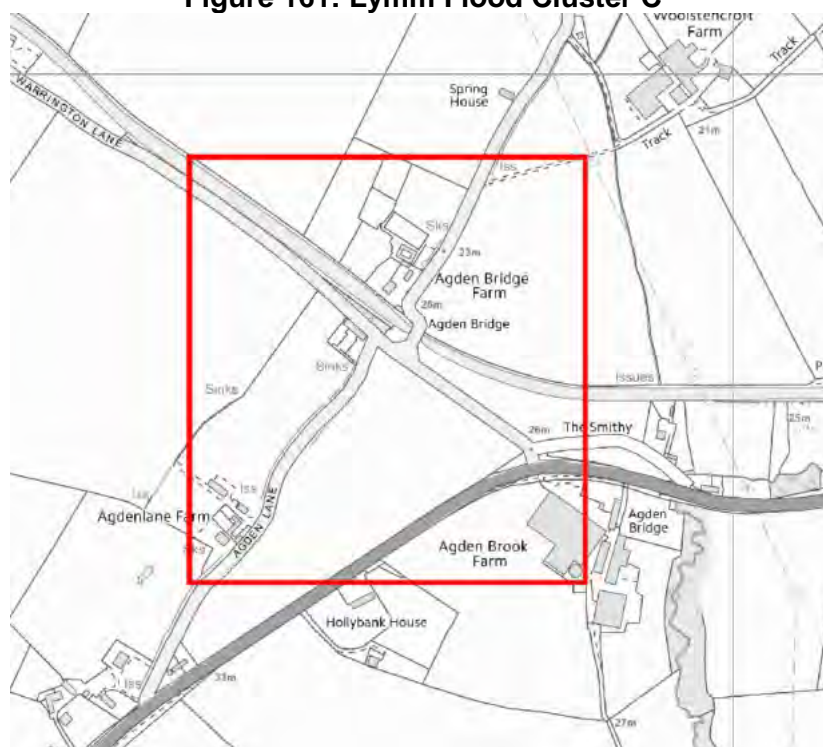 Figure 161: Lymm Flood Cluster C
Woolstencroft
Farm
Track
WARRINGTON LANE
Spring
House
21m
Track
Iss
Sks
23m
Agden Bridge
Farm
28m
Agden Bridge
Sinks
Issues
Sinks
P
26m
The Smithy
25m
Iss
Iss
Agdenlane Farm
AGDEN LANE
Sks
Agden
Bridge
Agden Brook
Farm
Hollybank House
Iss
33m
27m